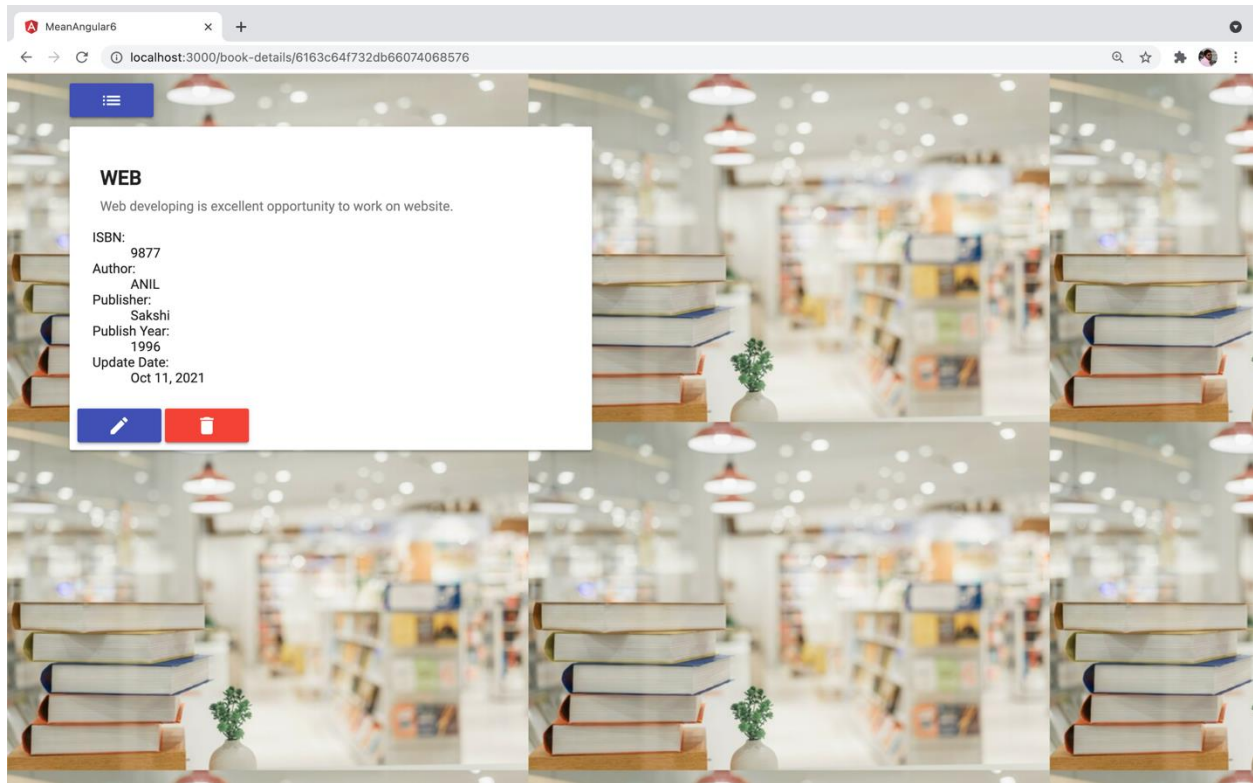 MeanAngular6
localhost:3000/book-details/6163c64f732db66074068576
WEB
Web developing is excellent opportunity to work on website.
ISBN:
9877
Author:
ANIL
Publisher:
Sakshi
Publish Year:
1996
Update Date:
Oct 11, 2021